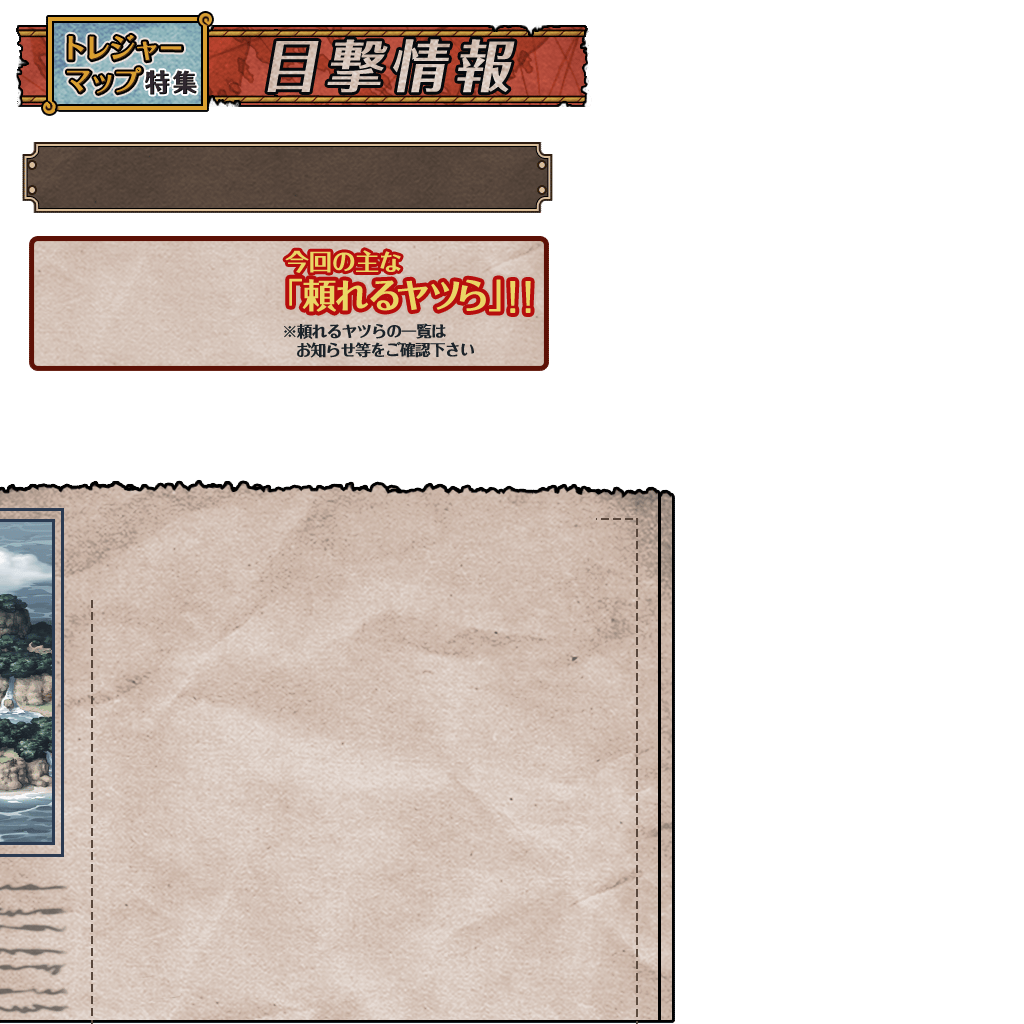 トレジャー
マップ特集
目撃情報
今回の主な
「頼れるヤツら」!!
※頼れるヤツらの一覧は
お知らせ等をご確認下さい